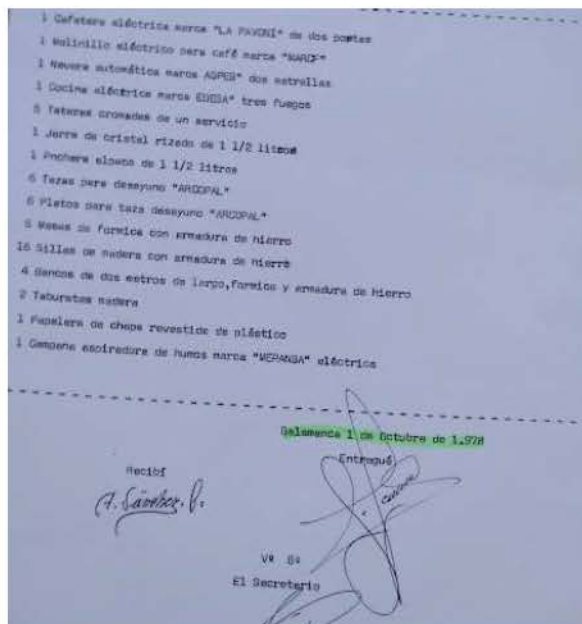 1 Cafetera eléctrica marca "LA PAVONI" de dos portes
1 Molinillo eléctrico para café marca
1 Nevera automática marca ASPES" dos estrellas
1 Cocina eléctrica marca EDESA" tres fuegos
5 Teteras cromadas de un servicio
1 Jarra de cristal rizado de 1 1/2 litros
1 Pochera de 1 1/2 litros
6 Tazas para desayuno "ARCOPAL"
6 Platos para taza desayuno "ARCOPAL"
5 Mesas de formica con armadura de hierro
16 Sillas de madera con armadura de hierro
4 Bancos de dos metros de largo,formica y armadura de hierro
2 Taburetes madera
1 Papelera de chapa revestida de plástico
1 Campana aspiradora de humos marca "MEPANSA" eléctrica
Salamanca 1 de Octubre de 1.978
Recibí
Entregué
A. Sánchez. P.
Vº Bº
El Secretario